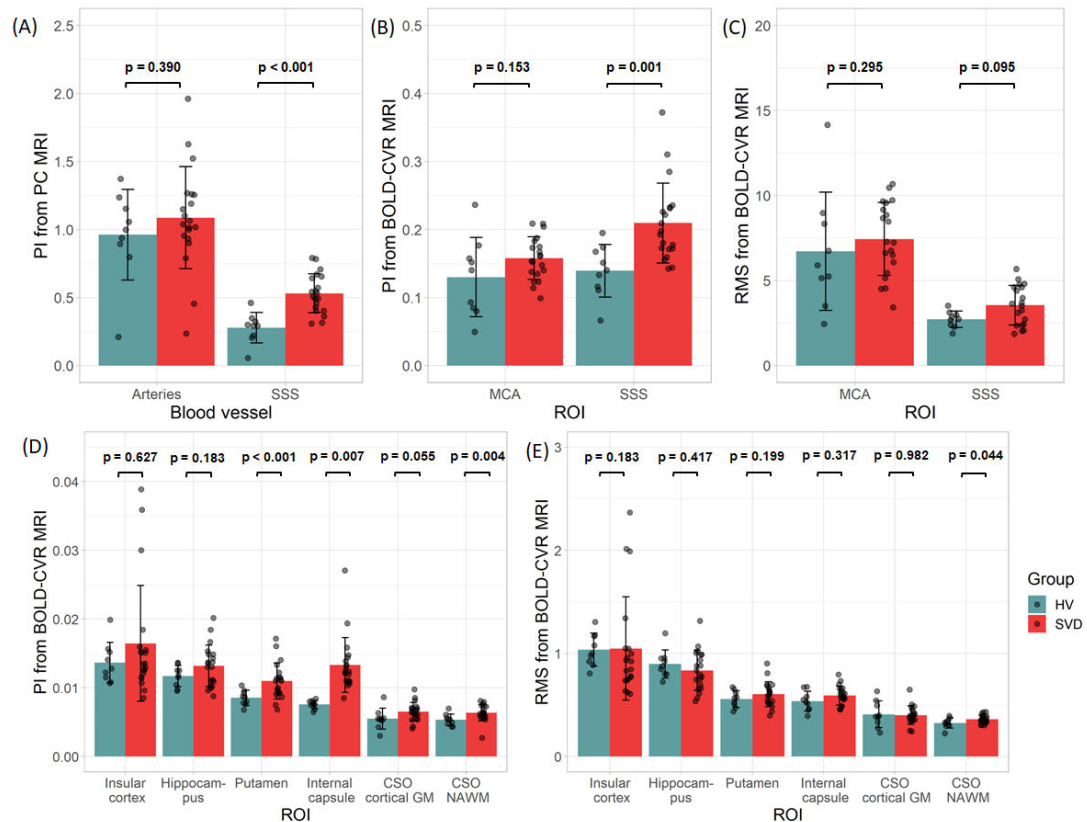 (A)
PI from PC MRI
2.5
2.0
1.5
1.0
0.5
0.0
p = 0.390
p < 0.001
Arteries
SSS
Blood vessel
(B)
PI from BOLD-CVR MRI
0.5
0.4
0.3
0.2
0.1
0.0
p = 0.153
p = 0.001
MCA
SSS
ROI
(C)
RMS from BOLD-CVR MRI
20
15
10
5
0
p = 0.295
p = 0.095
MCA
SSS
ROI
(D)
PI from BOLD-CVR MRI
0.04
0.03
0.02
0.01
0.00
p = 0.627
p = 0.183
p < 0.001
p = 0.007
p = 0.055
p = 0.004
Insular
cortex
Hippocam-
pus
Putamen
Internal
capsule
CSO
cortical GM
CSO
NAWM
ROI
(E)
RMS from BOLD-CVR MRI
3
2
1
0
p = 0.183
p = 0.417
p = 0.199
p = 0.317
p = 0.982
p = 0.044
Insular
cortex
Hippocam-
pus
Putamen
Internal
capsule
CSO
cortical GM
CSO
NAWM
ROI
Group
HV
SVD